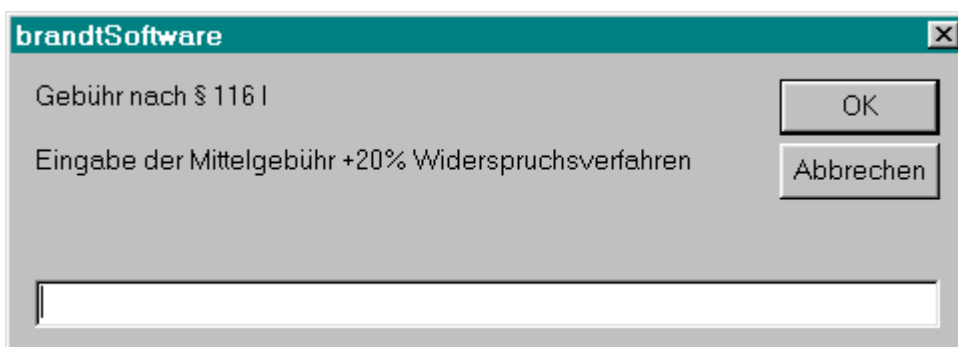 brandtSoftware
Gebühr nach § 116 I
OK
Eingabe der Mittelgebühr +20% Widerspruchsverfahren
Abbrechen